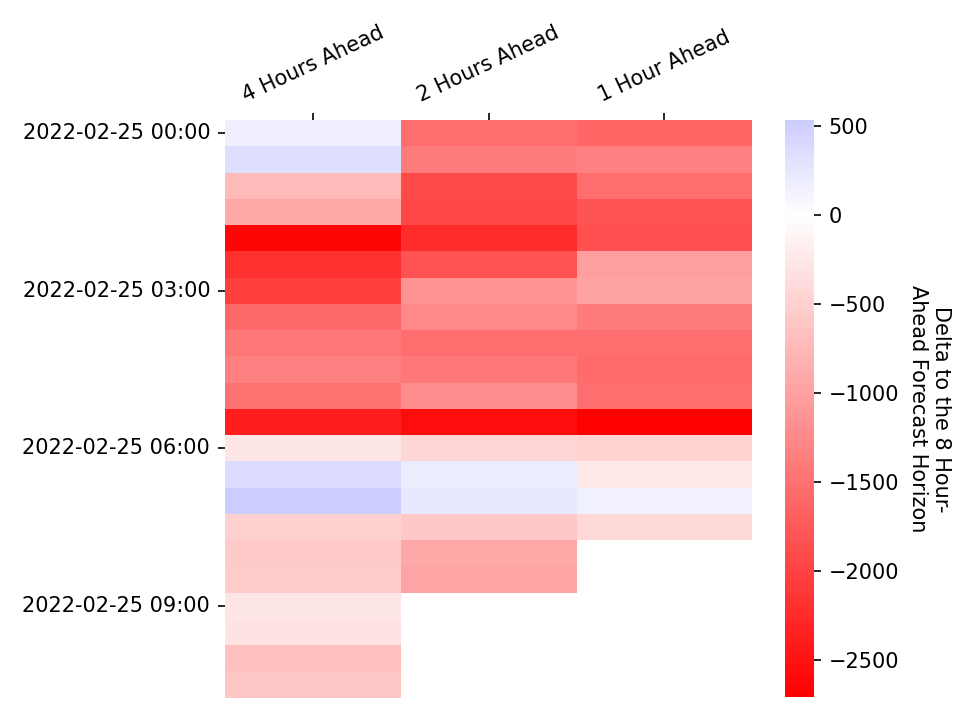 4 Hours Ahead
2 Hours Ahead
1 Hour Ahead
2022-02-25 00:00
2022-02-25 03:00
2022-02-25 06:00
2022-02-25 09:00
500
0
−500
−1000
−1500
−2000
−2500
Delta to the 8 Hour-
Ahead Forecast Horizon